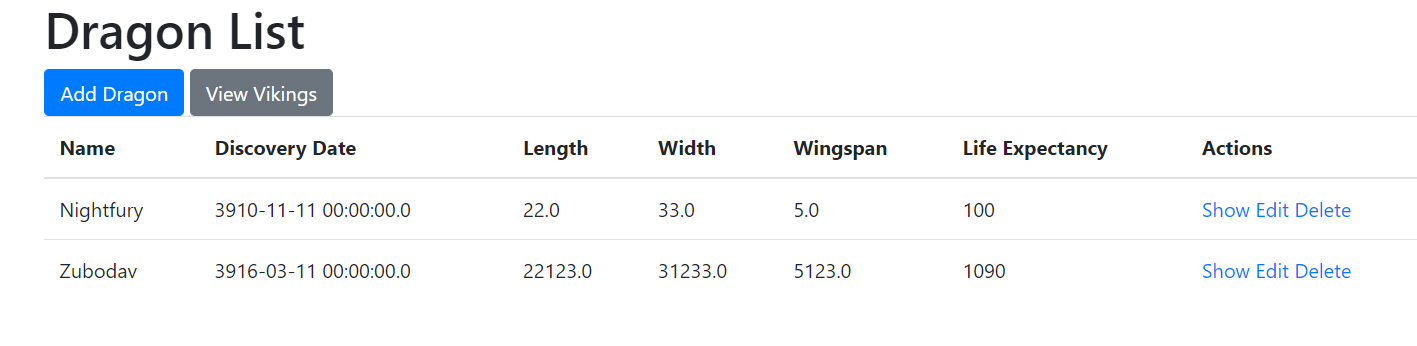 Dragon List
Add Dragon View Vikings
Name Discovery Date Length Width Wingspan Life Expectancy Actions
Nightfury 3910-11-11 00:00:00.0 22.0 33.0 5.0 100 Show Edit Delete
Zubodav 3916-03-11 00:00:00.0 22123.0 31233.0 5123.0 1090 Show Edit Delete